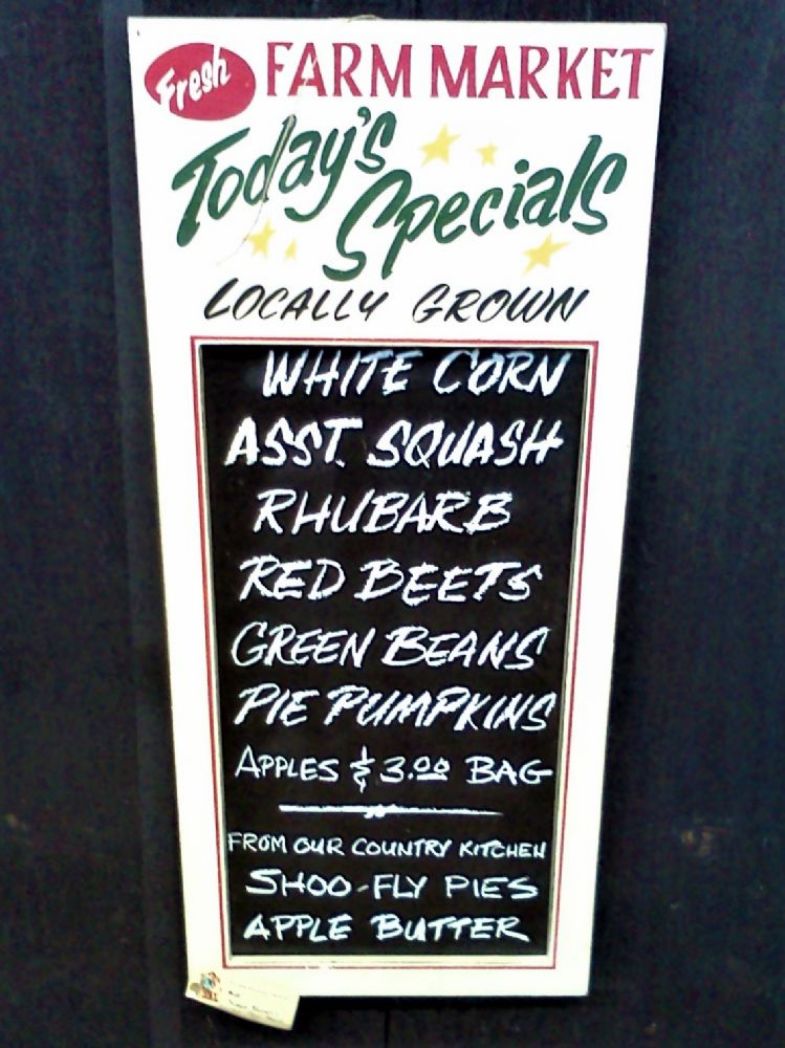 Fresh FARM MARKET
Today's
Specials
LOCALLY GROWN
WHITE CORN
ASST. SQUASH
RHUBARB
RED BEETS
GREEN BEANS
PIE PUMPKINS
APPLES $3.00 BAG
FROM OUR COUNTRY KITCHEN
SHOO-FLY PIES
APPLE BUTTER